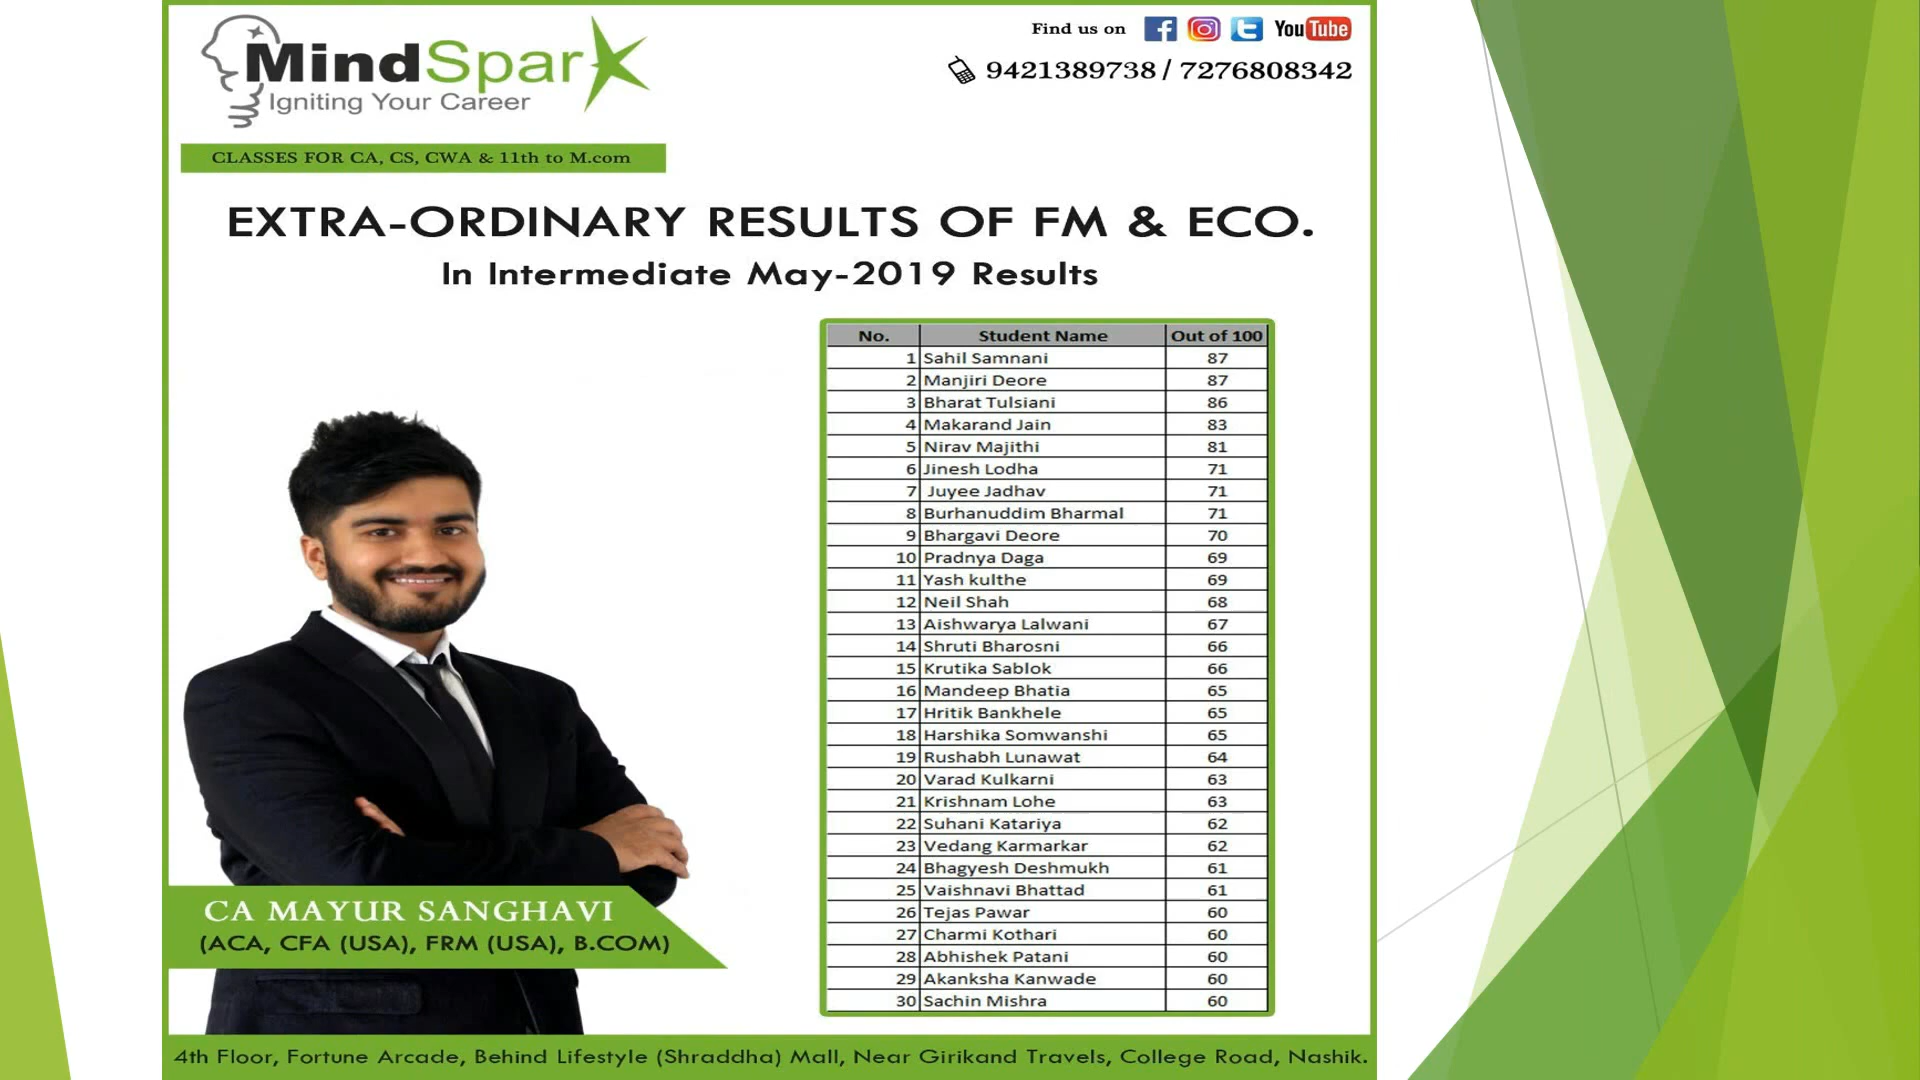 MindSpark
Igniting Your Career
Find us on You Tube
9421389738 / 7276808342
CLASSES FOR CA, CS, CWA & 11th to M.com
EXTRA-ORDINARY RESULTS OF FM & ECO.
In Intermediate May-2019 Results
No. Student Name Out of 100
1 Sahil Samnani 87
2 Manjiri Deore 87
3 Bharat Tulsiani 86
4 Makarand Jain 83
5 Nirav Majithi 81
6 Jinesh Lodha 71
7 Juyee Jadhav 71
8 Burhanuddim Bharmal 71
9 Bhargavi Deore 70
10 Pradnya Daga 69
11 Yash kulthe 69
12 Neil Shah 68
13 Aishwarya Lalwani 67
14 Shruti Bharosni 66
15 Krutika Sablok 66
16 Mandeep Bhatia 65
17 Hritik Bankhele 65
18 Harshika Somwanshi 65
19 Rushabh Lunawat 64
20 Varad Kulkarni 63
21 Krishnam Lohe 63
22 Suhani Katariya 62
23 Vedang Karmarkar 62
24 Bhagyesh Deshmukh 61
25 Vaishnavi Bhattad 61
26 Tejas Pawar 60
27 Charmi Kothari 60
28 Abhishek Patani 60
29 Akanksha Kanwade 60
30 Sachin Mishra 60
CA MAYUR SANGHAVI
(ACA, CFA (USA), FRM (USA), B.COM)
4th Floor, Fortune Arcade, Behind Lifestyle (Shraddha) Mall, Near Girikand Travels, College Road, Nashik.